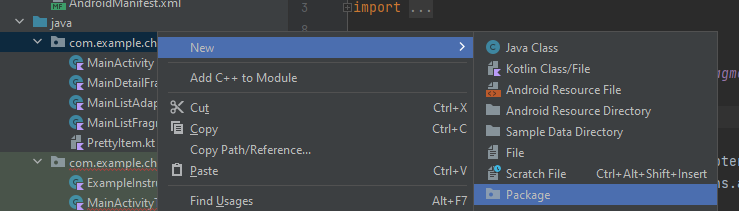 AndroidManifest.xml
java
com.example.ch
MainActivity
MainDetailFra
MainListAdap
MainListFragm
PrettyItem.kt
com.example.ch
ExampleInstru
MainActivityT
New
Add C++ to Module
Cut Ctrl+X
Copy Ctrl+C
Copy Path/Reference...
Paste Ctrl+V
Find Usages Alt+F7
3 import ...
8
Java Class
Kotlin Class/File
Android Resource File
Android Resource Directory
Sample Data Directory
File
Scratch File Ctrl+Alt+Shift+Insert
Package